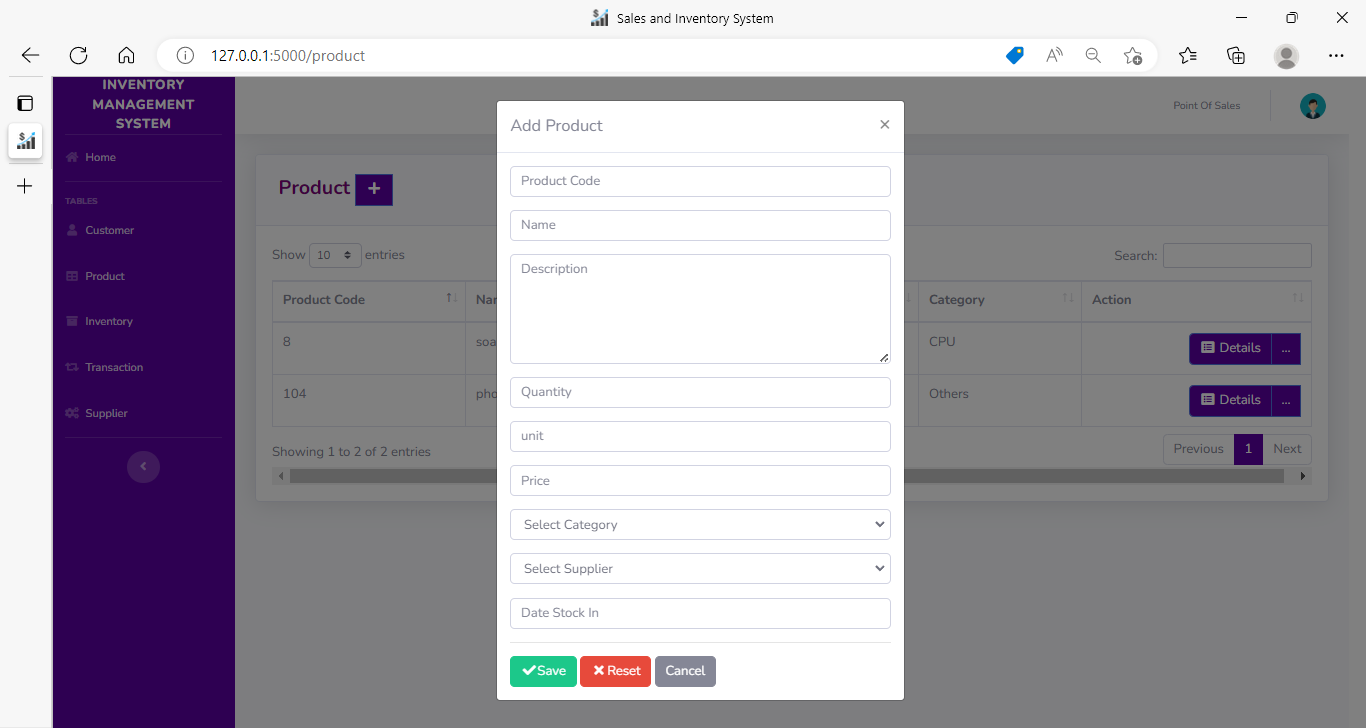 Sales and Inventory System
127.0.0.1:5000/product
INVENTORY
MANAGEMENT
SYSTEM
Home
TABLES
Customer
Product
Inventory
Transaction
Supplier
Point Of Sales
Product
Show 10 entries
Search:
Product Code
Category
Action
8
CPU
Details
...
104
Others
Details
...
Showing 1 to 2 of 2 entries
Previous 1 Next
Add Product
Product Code
Name
Description
Quantity
unit
Price
Select Category
Select Supplier
Date Stock In
Save
Reset
Cancel